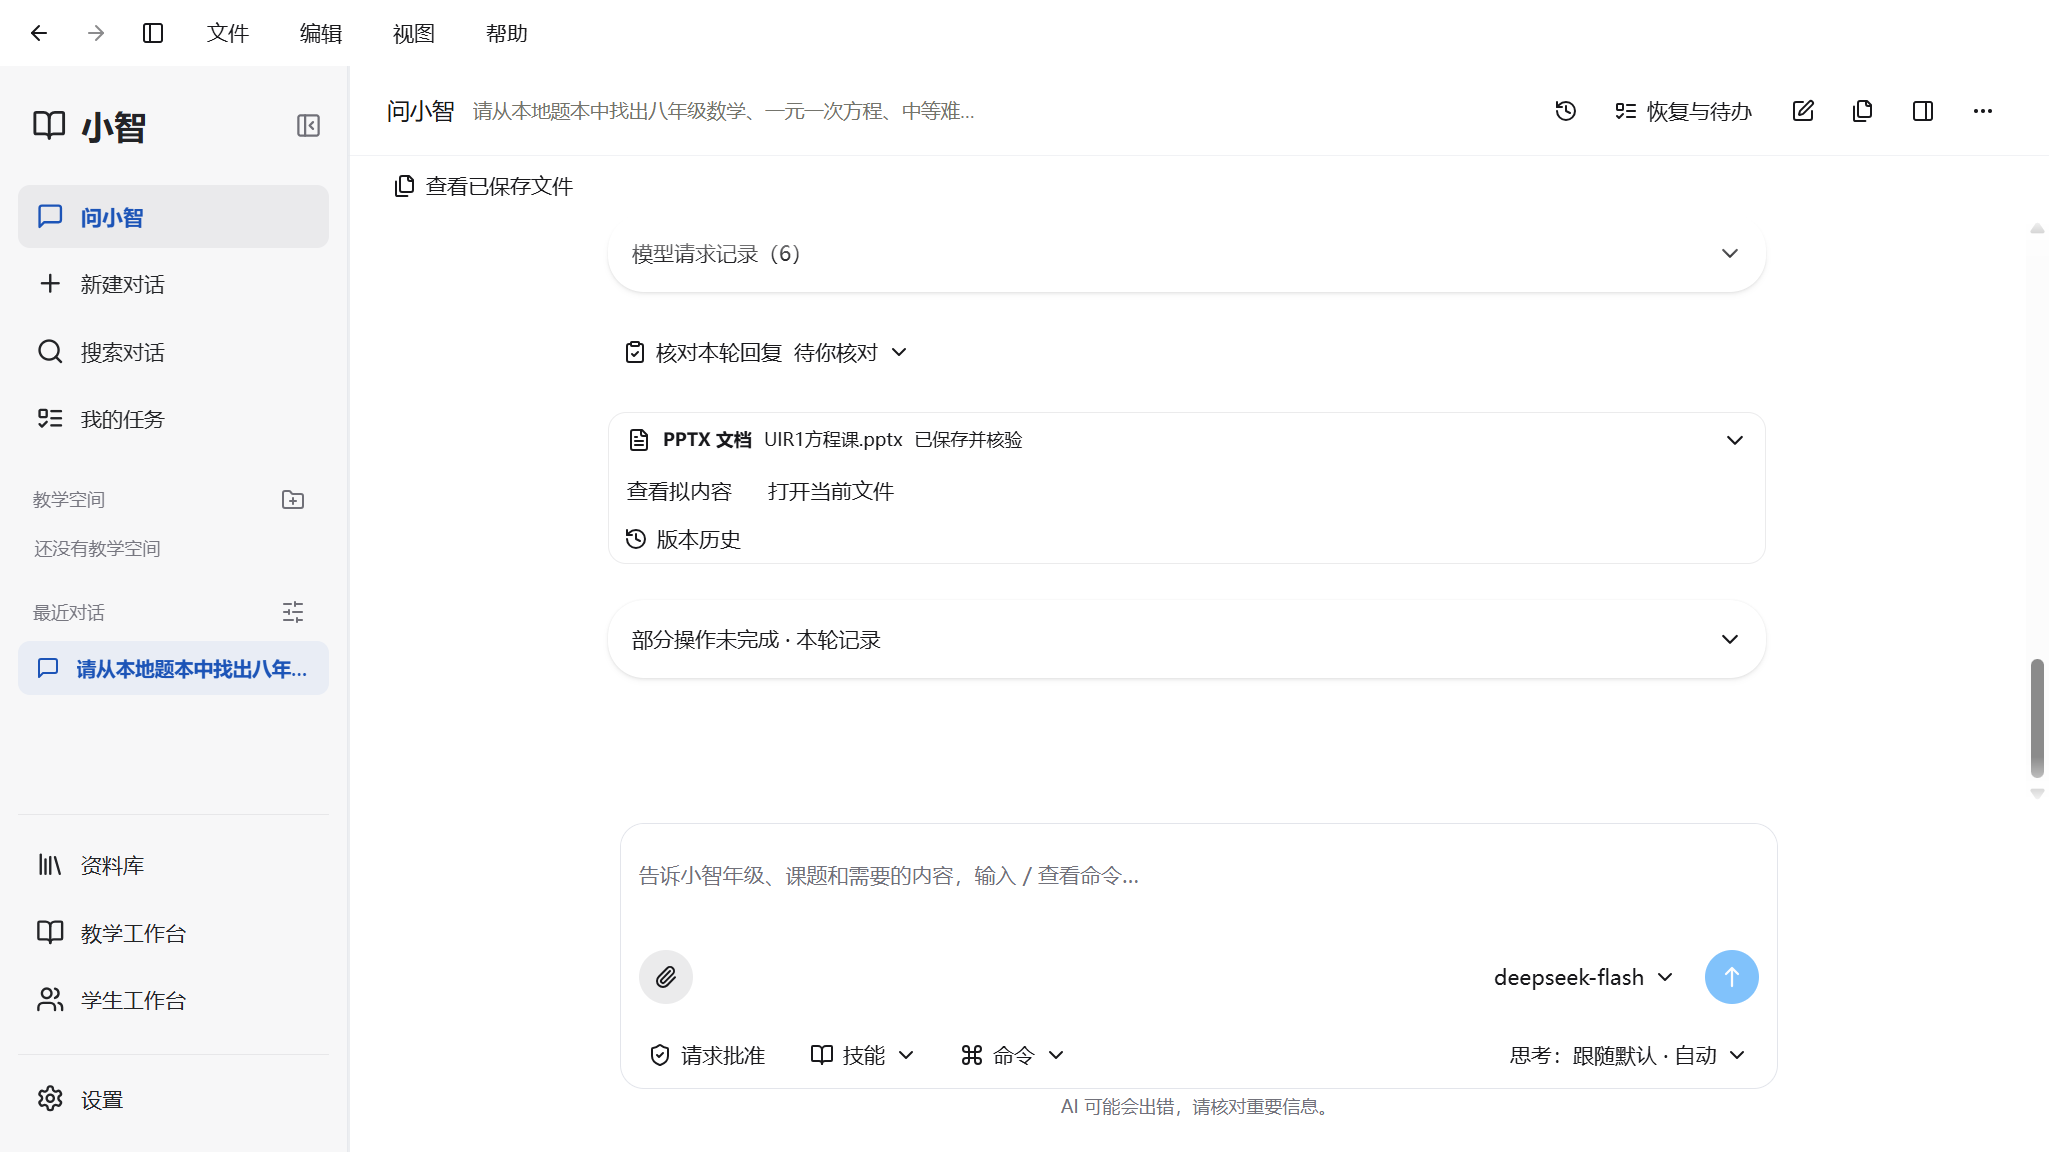 文件 编辑 视图 帮助
小智
问小智
新建对话
搜索对话
我的任务
教学空间
还没有教学空间
最近对话
请从本地题本中找出八年...
资料库
教学工作台
学生工作台
设置
问小智 请从本地题本中找出八年级数学、一元一次方程、中等难... 恢复与待办
查看已保存文件
模型请求记录（6）
核对本轮回复 待你核对
PPTX 文档 UIR1方程课.pptx 已保存并核验
查看拟内容 打开当前文件
版本历史
部分操作未完成 · 本轮记录
告诉小智年级、课题和需要的内容，输入 / 查看命令...
deepseek-flash
请求批准 技能 命令 思考：跟随默认 · 自动
AI 可能会出错，请核对重要信息。